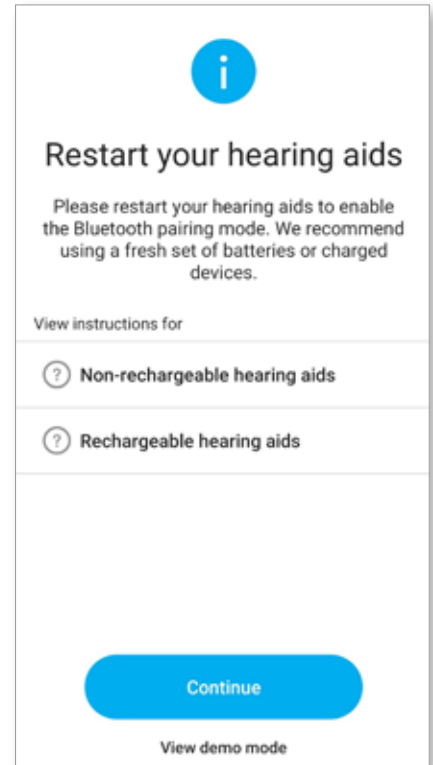 i
Restart your hearing aids
Please restart your hearing aids to enable
the Bluetooth pairing mode. We recommend
using a fresh set of batteries or charged
devices.
View instructions for
? Non-rechargeable hearing aids
? Rechargeable hearing aids
Continue
View demo mode